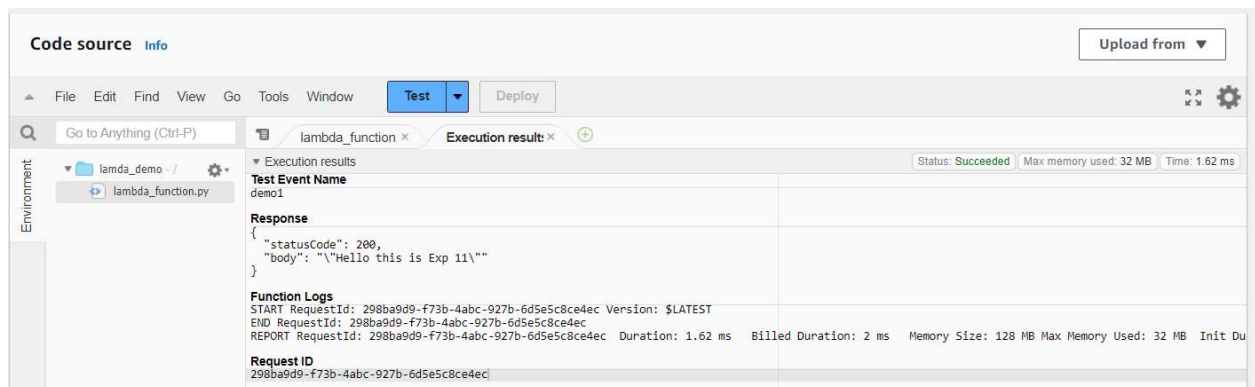 Code source Info
Upload from ▼
File Edit Find View Go Tools Window Test Deploy
Go to Anything (Ctrl-P)
lambda_function × Execution results ×
Environment
lamda_demo - /
lambda_function.py
Execution results
Status: Succeeded Max memory used: 32 MB Time: 1.62 ms
Test Event Name
demo1
Response
{
"statusCode": 200,
"body": "\"Hello this is Exp 11\""
}
Function Logs
START RequestId: 298ba9d9-f73b-4abc-927b-6d5e5c8ce4ec Version: $LATEST
END RequestId: 298ba9d9-f73b-4abc-927b-6d5e5c8ce4ec
REPORT RequestId: 298ba9d9-f73b-4abc-927b-6d5e5c8ce4ec Duration: 1.62 ms Billed Duration: 2 ms Memory Size: 128 MB Max Memory Used: 32 MB Init Du
Request ID
298ba9d9-f73b-4abc-927b-6d5e5c8ce4ec